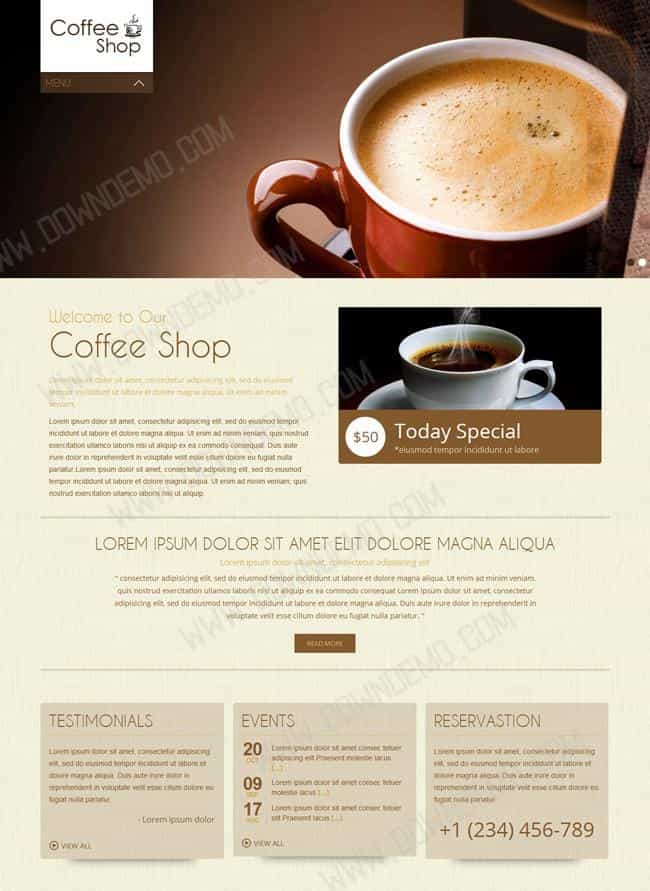 Coffee
Shop
MENU
WWW.DOWNDEMO.COM
Welcome to Our
Coffee Shop
Lorem ipsum dolor sit amet, consectetur adipiscing elit, sed do eiusmod
incididunt ut labore et dolore magna aliqua. Ut enim ad minim
veniam,
Lorem ipsum dolor sit amet, consectetur adipiscing elit, sed do eiusmod tempor
incididunt ut labore et dolore magna aliqua. Ut enim ad minim veniam, quis nostrud
exercitation ullamco laboris nisi ut aliquip ex ea commodo consequat. Duis aute
irure dolor in reprehenderit in voluptate velit esse cillum dolore eu fugiat nulla
pariatur.Lorem ipsum dolor sit amet, consectetur adipiscing elit, sed do eiusmod
tempor incididunt ut labore et dolore magna aliqua. Ut enim ad minim veniam, quis
nostrud exercitation ullamco laboris nisi ut aliquip.
$50
Today Special
*eiusmod tempor incididunt ut labore
LOREM IPSUM DOLOR SIT AMET ELIT DOLORE MAGNA ALIQUA
Lorem ipsum dolor sit amet, consectetur adipiscing elit
" consectetur adipisicing elit, sed do eiusmod tempor incididunt ut labore et dolore magna aliqua. Ut enim ad minim veniam,
quis nostrud exercitation ullamco laboris nisi ut aliquip ex ea commodo consequat. Lorem ipsum dolor sit amet, consectetur
adipisicing elit, sed do eiusmod tempor incididunt ut labore et dolore magna aliqua. Duis aute irure dolor in reprehenderit in
voluptate velit esse cillum dolore eu fugiat nulla pariatur. "
READ MORE
TESTIMONIALS
Lorem ipsum dolor sit amet, consectetur adipiscing
elit, sed do eiusmod tempor incididunt ut labore et
dolore magna aliqua. Duis aute irure dolor in
reprehenderit in voluptate velit esse cillum dolore eu
fugiat nulla pariatur.
- Lorem ipsum dolor
VIEW ALL
EVENTS
20
OCT
Lorem ipsum dolor sit amet consec tetuer
adipiscing elit Praesent molestie lacus
[...]
09
SEP
Lorem ipsum dolor sit amet consec tetuer
molestie lacus [...]
17
Lorem ipsum dolor sit amet consec tetuer
elit Praesent lacus [...]
VIEW ALL
RESERVASTION
Lorem ipsum dolor sit amet, consectetur adipiscing
elit, sed do eiusmod tempor incididunt ut labore et
dolore magna aliqua. Duis aute irure dolor in
reprehenderit in voluptate velit esse cillum dolore eu
fugiat nulla pariatur.
+1 (234) 456-789